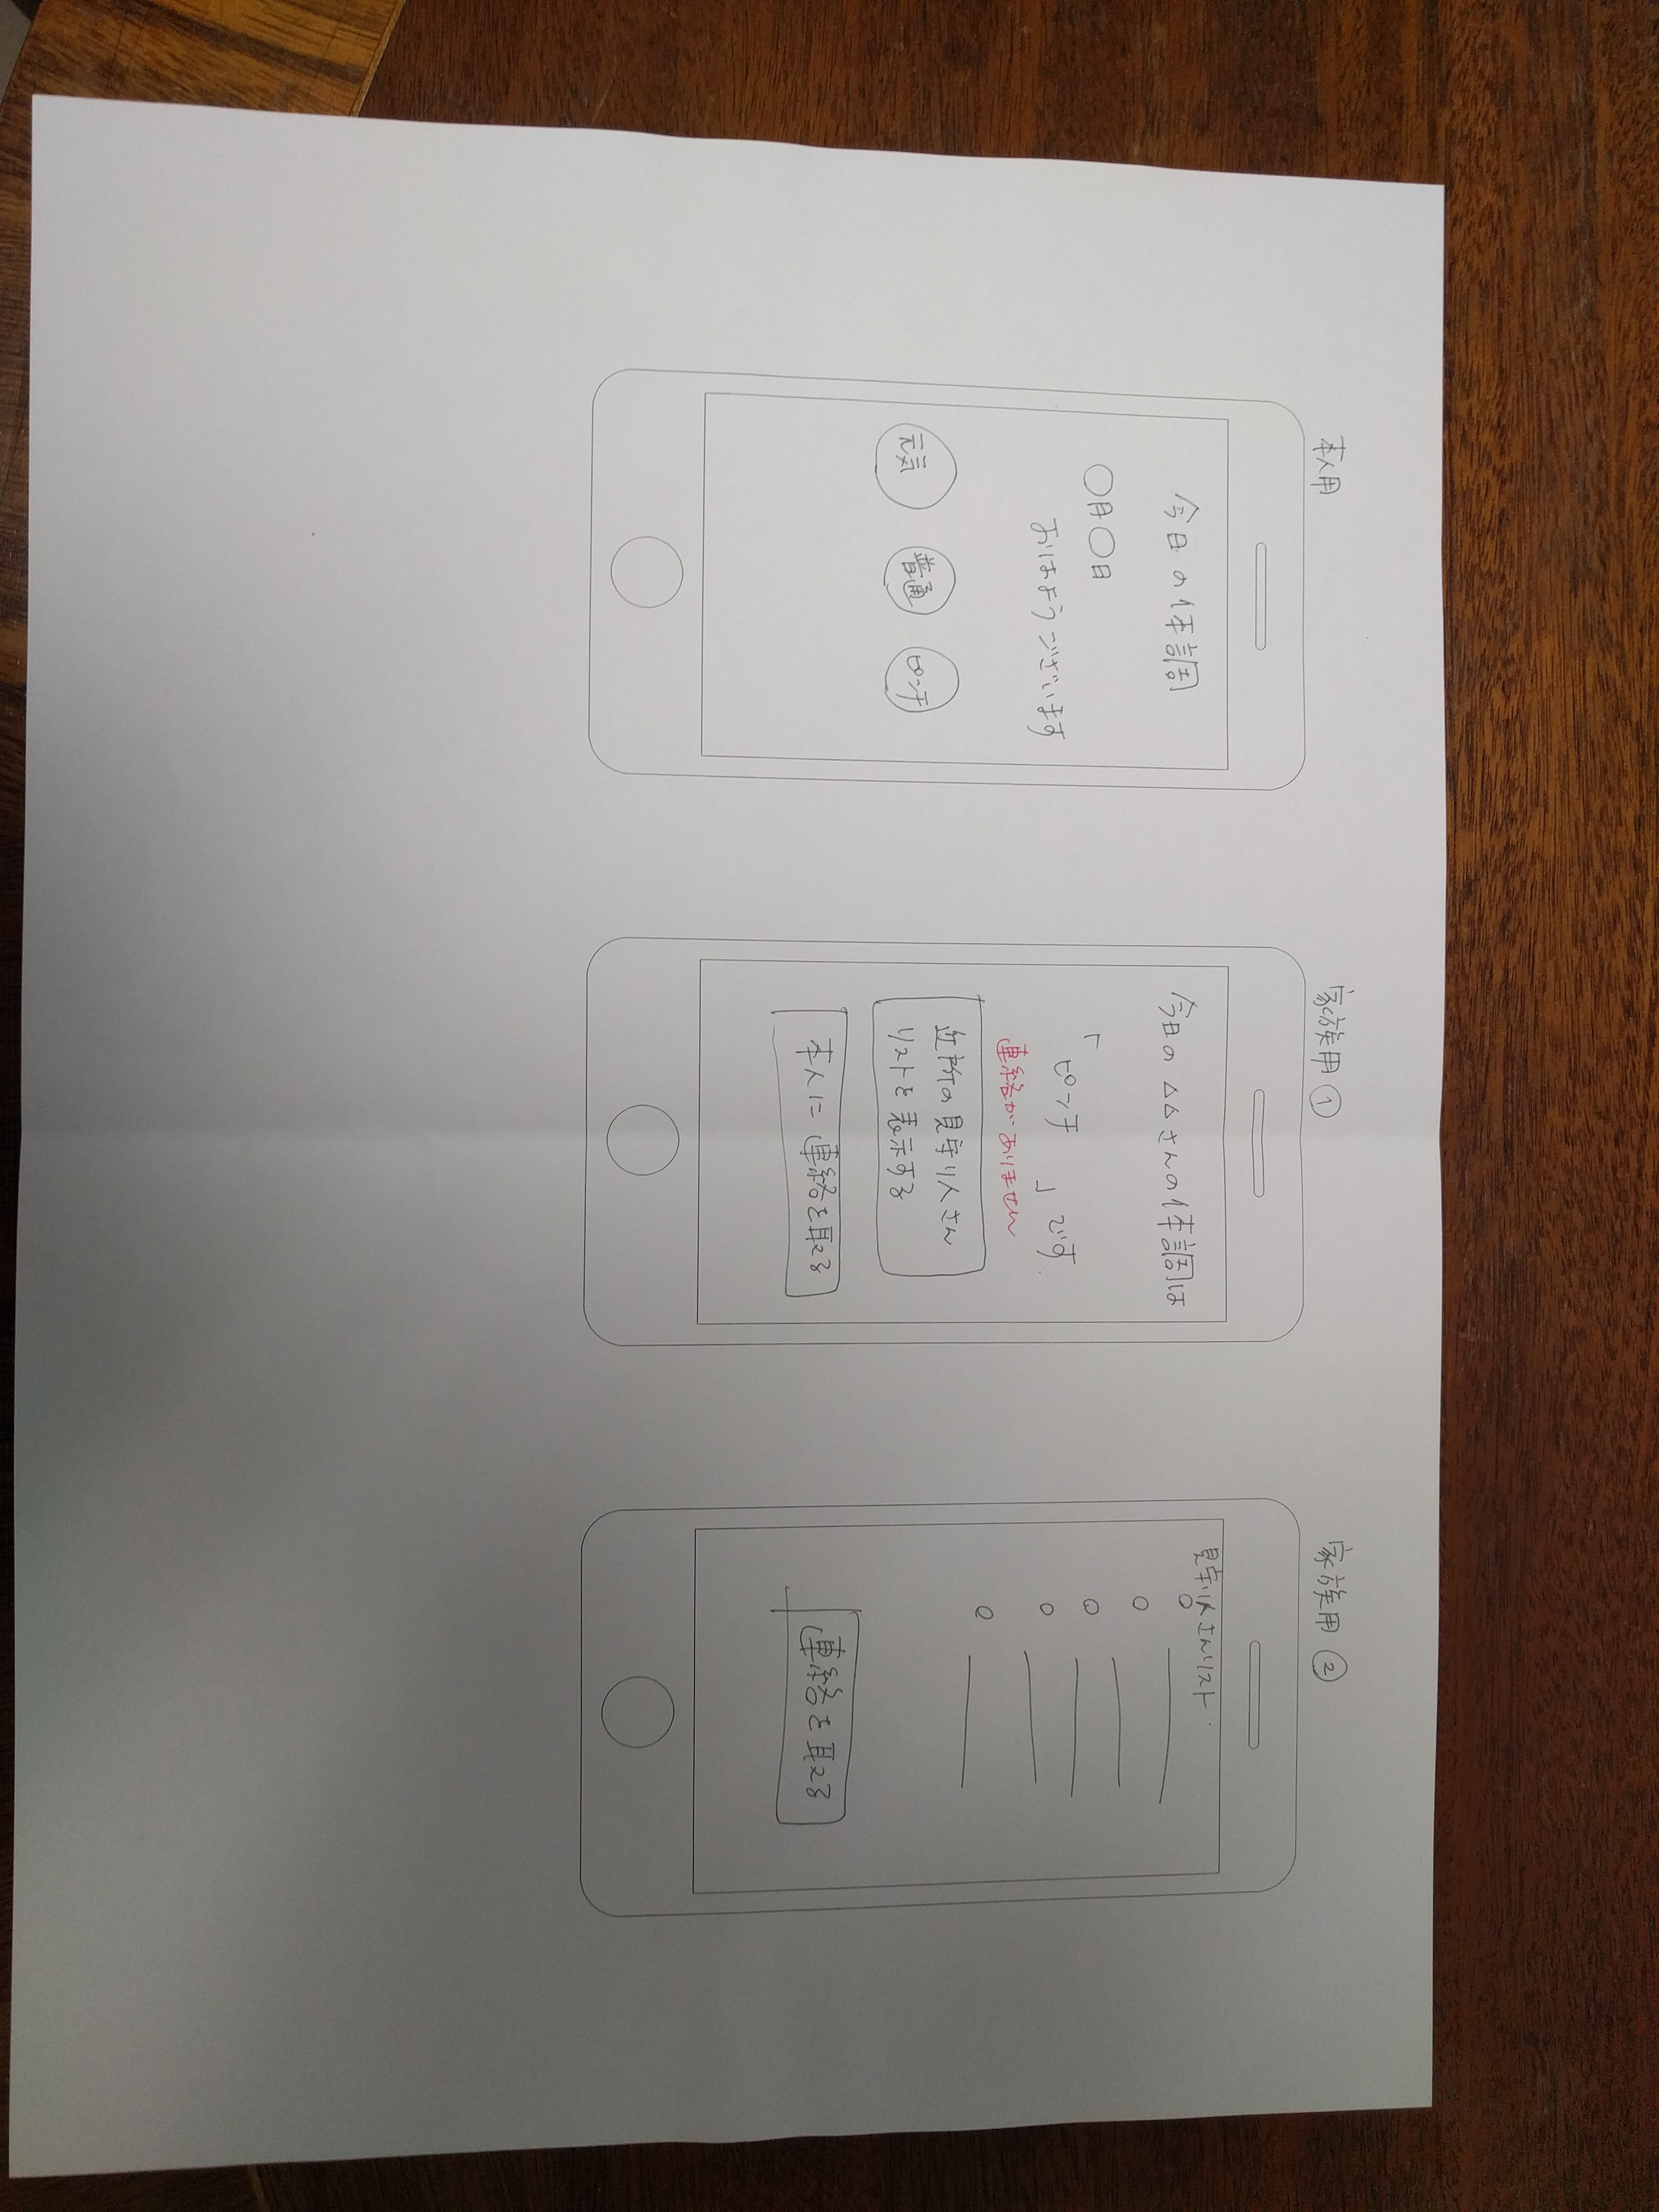 本人用
今日の体調
〇月〇日
おはようございます
元気
普通
ピンチ
家族用①
今日の△△さんの体調は
「ピンチ」です.
連絡がありません
近所の見守り人さん
リストを表示する
本人に連絡を取る
家族用②
見守り人さんリスト.
連絡を取る